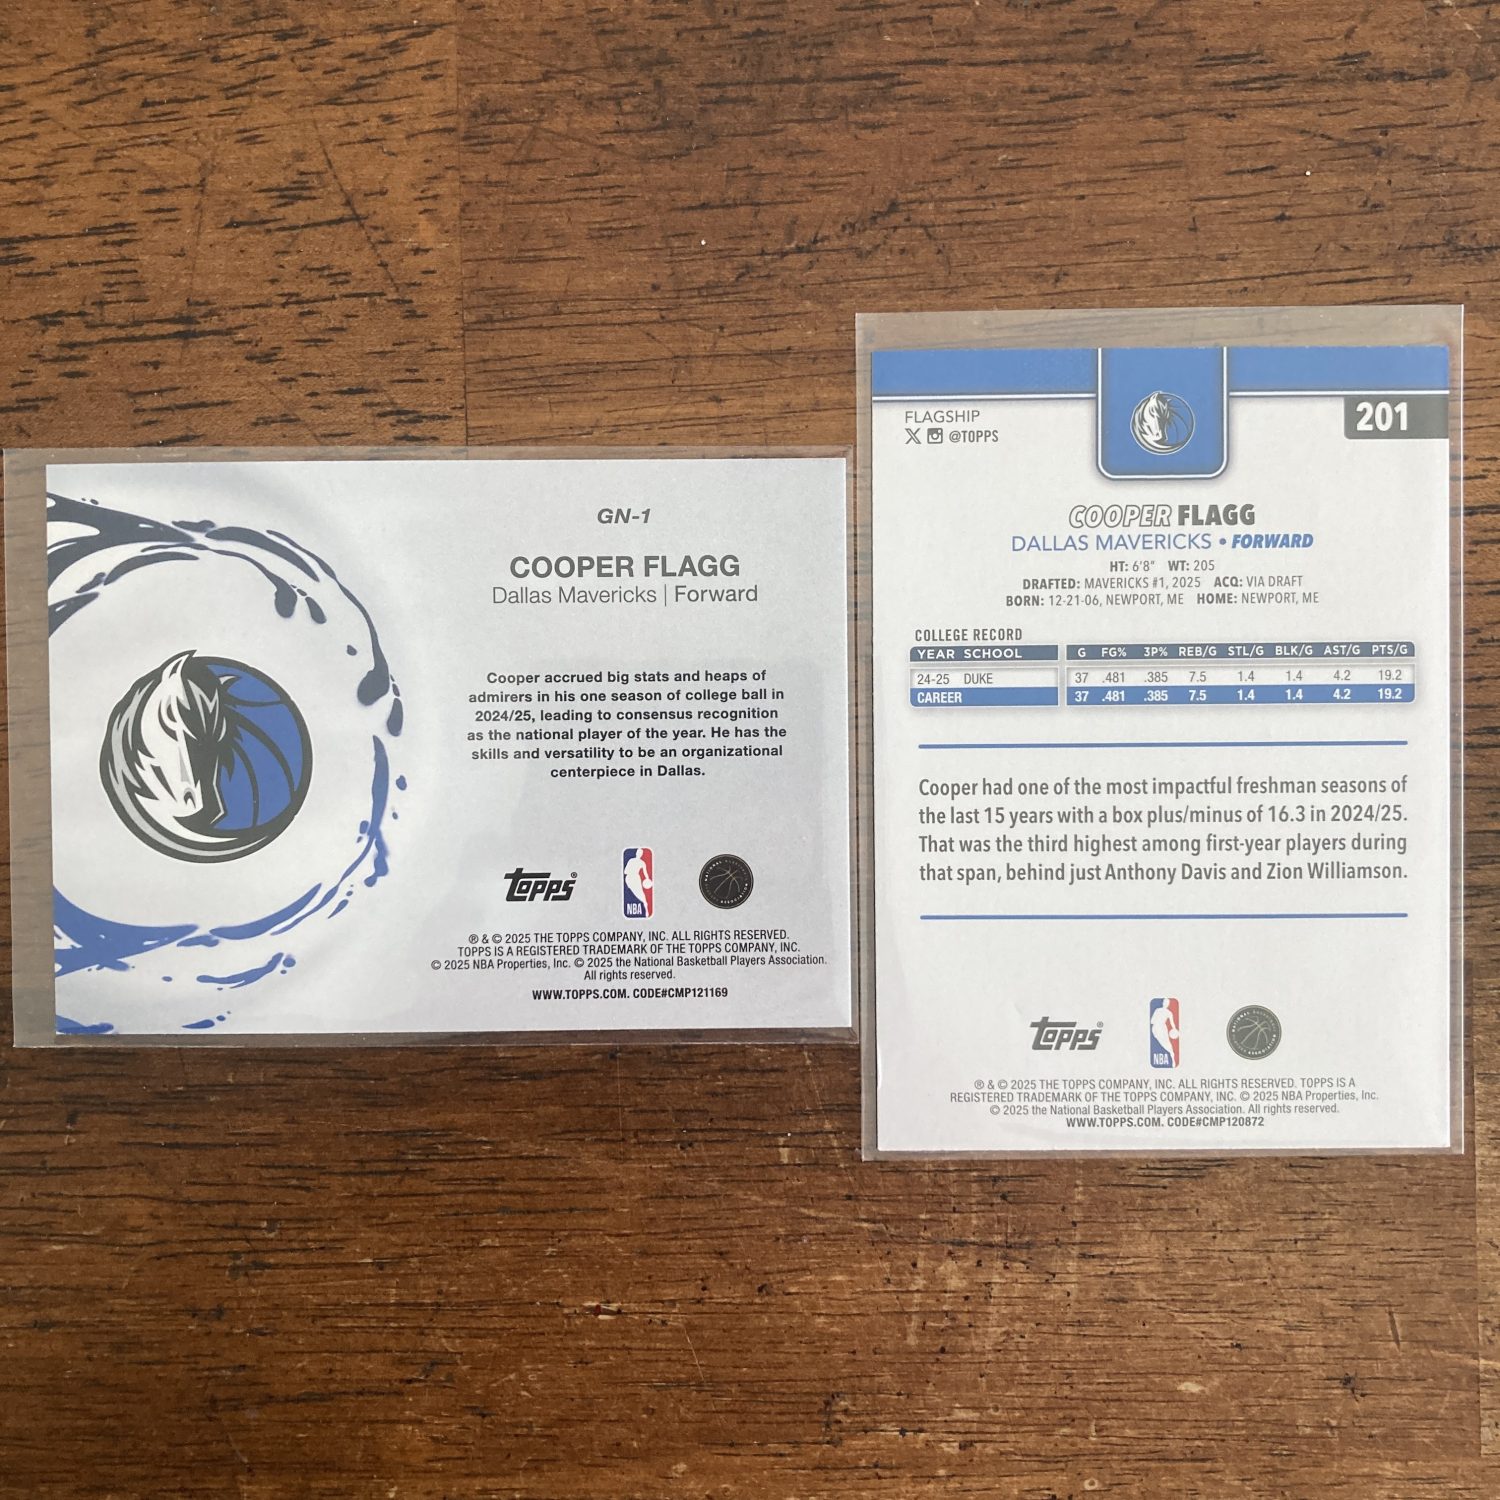 GN-1
COOPER FLAGG
Dallas Mavericks | Forward
Cooper accrued big stats and heaps of
admirers in his one season of college ball in
2024/25, leading to consensus recognition
as the national player of the year. He has the
skills and versatility to be an organizational
centerpiece in Dallas.
Topps®
NBA
® & © 2025 THE TOPPS COMPANY, INC. ALL RIGHTS RESERVED.
TOPPS IS A REGISTERED TRADEMARK OF THE TOPPS COMPANY, INC.
© 2025 NBA Properties, Inc. © 2025 the National Basketball Players Association.
All rights reserved.
WWW.TOPPS.COM. CODE#CMP121169
FLAGSHIP
X @TOPPS
201
COOPER FLAGG
DALLAS MAVERICKS • FORWARD
HT: 6'8" WT: 205
DRAFTED: MAVERICKS #1, 2025 ACQ: VIA DRAFT
BORN: 12-21-06, NEWPORT, ME HOME: NEWPORT, ME
COLLEGE RECORD
YEAR SCHOOL G FG% 3P% REB/G STL/G BLK/G AST/G PTS/G
24-25 DUKE 37 .481 .385 7.5 1.4 1.4 4.2 19.2
CAREER 37 .481 .385 7.5 1.4 1.4 4.2 19.2
Cooper had one of the most impactful freshman seasons of
the last 15 years with a box plus/minus of 16.3 in 2024/25.
That was the third highest among first-year players during
that span, behind just Anthony Davis and Zion Williamson.
Topps®
NBA
® & © 2025 THE TOPPS COMPANY, INC. ALL RIGHTS RESERVED. TOPPS IS A
REGISTERED TRADEMARK OF THE TOPPS COMPANY, INC. © 2025 NBA Properties, Inc.
© 2025 the National Basketball Players Association. All rights reserved.
WWW.TOPPS.COM. CODE#CMP120872